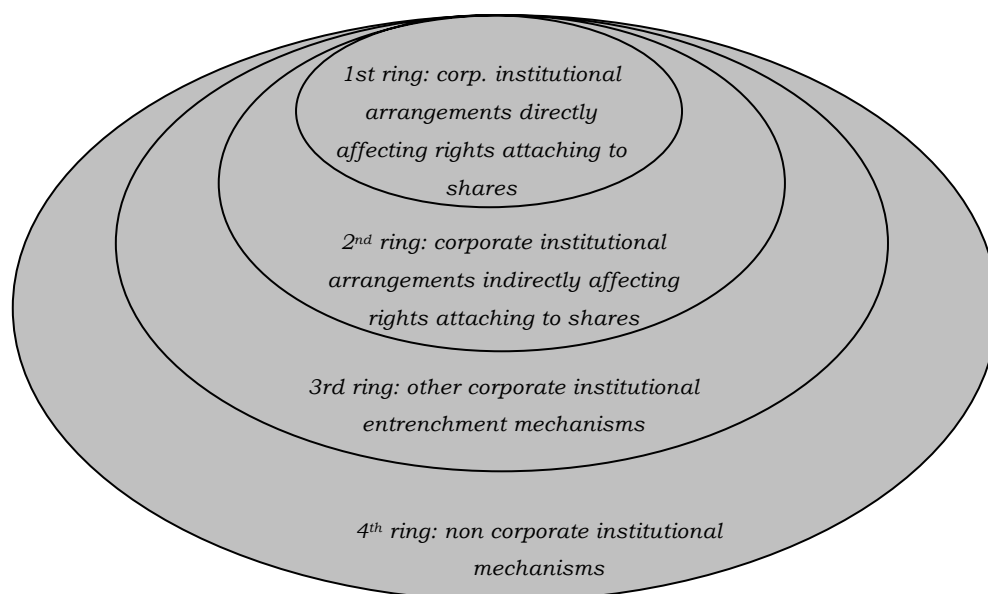 1st ring: corp. institutional
arrangements directly
affecting rights attaching to
shares
2nd ring: corporate institutional
arrangements indirectly affecting
rights attaching to shares
3rd ring: other corporate institutional
entrenchment mechanisms
4th ring: non corporate institutional
mechanisms